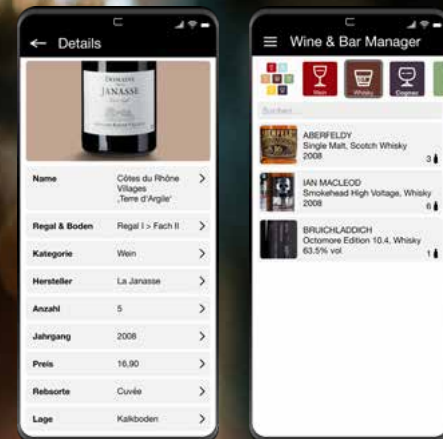 Details
DOMAINE
JANASSE
Name
Côtes du Rhône
Villages
‚Terre d'Argile'
Regal & Boden
Regal I > Fach II
Kategorie
Wein
Hersteller
La Janasse
Anzahl
5
Jahrgang
2008
Preis
16,90
Rebsorte
Cuvée
Lage
Kalkboden
Wine & Bar Manager
Wein
Whisky
Cognac
Suchen ...
ABERFELDY
Single Malt, Scotch Whisky
2008
3
IAN MACLEOD
Smokehead High Voltage, Whisky
2008
6
BRUICHLADDICH
Octomore Edition 10.4, Whisky
63.5% vol
1